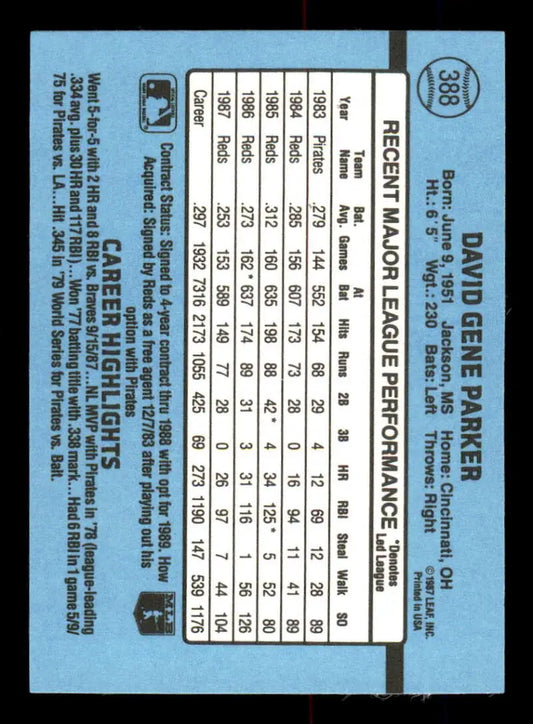 388
DAVID GENE PARKER
Born: June 9, 1951 Jackson, MS Home: Cincinnati, OH
Ht.: 6' 5" Wgt.: 230 Bats: Left Throws: Right
©1987 LEAF, INC.
Printed in USA
RECENT MAJOR LEAGUE PERFORMANCE *Denotes Led League
Year Team Name Bat. Avg. Games At Bat Hits Runs 2B 3B HR RBI Steal Walk SO
1983 Pirates .279 144 552 154 68 29 4 12 69 12 28 89
1984 Reds .285 156 607 173 73 28 0 16 94 11 41 89
1985 Reds .312 160 635 198 88 42* 4 34 125* 5 52 80
1986 Reds .273 162* 637 174 89 31 3 31 116 1 56 126
1987 Reds .253 153 589 149 77 28 0 26 97 7 44 104
Career .297 1932 7316 2173 1055 425 69 273 1190 147 539 1176
Contract Status: Signed to 4-year contract thru 1988 with opt for 1989. How
Acquired: Signed by Reds as a free agent 12/7/83 after playing out his
option with Pirates
MLB
CAREER HIGHLIGHTS
Went 5-for-5 with 2 HR and 8 RBI vs. Braves 9/15/87...NL MVP with Pirates in '78 (league-leading
.334 avg. plus 30 HR and 117 RBI)...Won '77 batting title with .338 mark...Had 6 RBI in 1 game 5/9/
75 for Pirates vs. LA...Hit .345 in '79 World Series for Pirates vs. Balt.